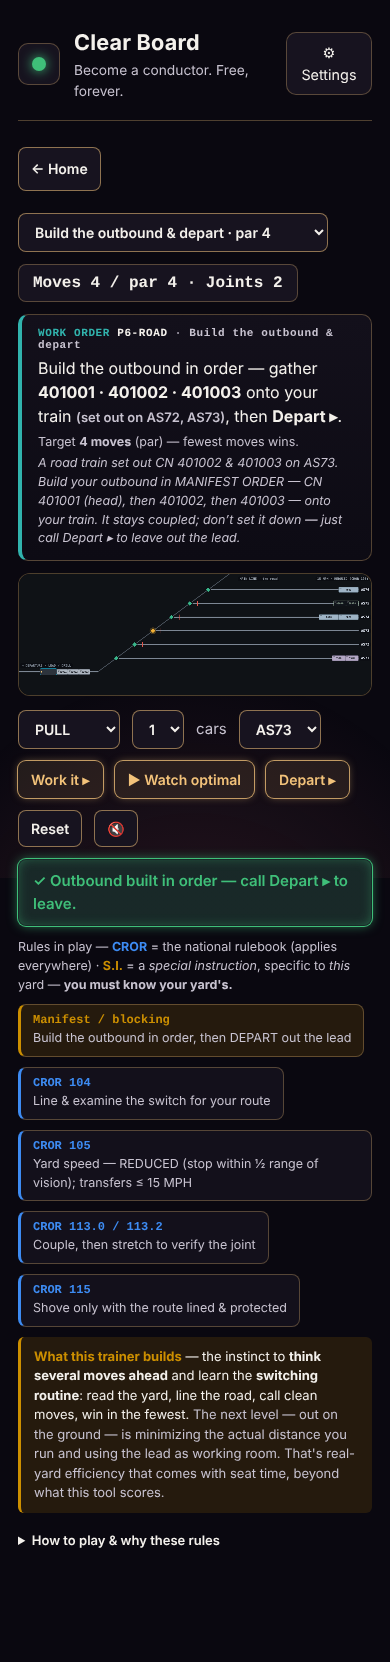 Clear Board
Become a conductor. Free,
forever.
⚙
Settings
← Home
Build the outbound & depart · par 4
Moves 4 / par 4 · Joints 2
WORK ORDER P6-ROAD · Build the outbound &
depart
Build the outbound in order — gather
401001 · 401002 · 401003 onto your
train (set out on AS72, AS73), then Depart ▸.
Target 4 moves (par) — fewest moves wins.
A road train set out CN 401002 & 401003 on AS73.
Build your outbound in MANIFEST ORDER — CN
401001 (head), then 401002, then 401003 — onto
your train. It stays coupled; don't set it down — just
call Depart ▸ to leave out the lead.
PULL
1
cars
AS73
Work it ▸
▶ Watch optimal
Depart ▸
Reset
🔇
✓ Outbound built in order — call Depart ▸ to
leave.
Rules in play — CROR = the national rulebook (applies
everywhere) · S.I. = a special instruction, specific to this
yard — you must know your yard's.
Manifest / blocking
Build the outbound in order, then DEPART out the lead
CROR 104
Line & examine the switch for your route
CROR 105
Yard speed — REDUCED (stop within ½ range of
vision); transfers ≤ 15 MPH
CROR 113.0 / 113.2
Couple, then stretch to verify the joint
CROR 115
Shove only with the route lined & protected
What this trainer builds — the instinct to think
several moves ahead and learn the switching
routine: read the yard, line the road, call clean
moves, win in the fewest. The next level — out on
the ground — is minimizing the actual distance you
run and using the lead as working room. That's real-
yard efficiency that comes with seat time, beyond
what this tool scores.
▶ How to play & why these rules